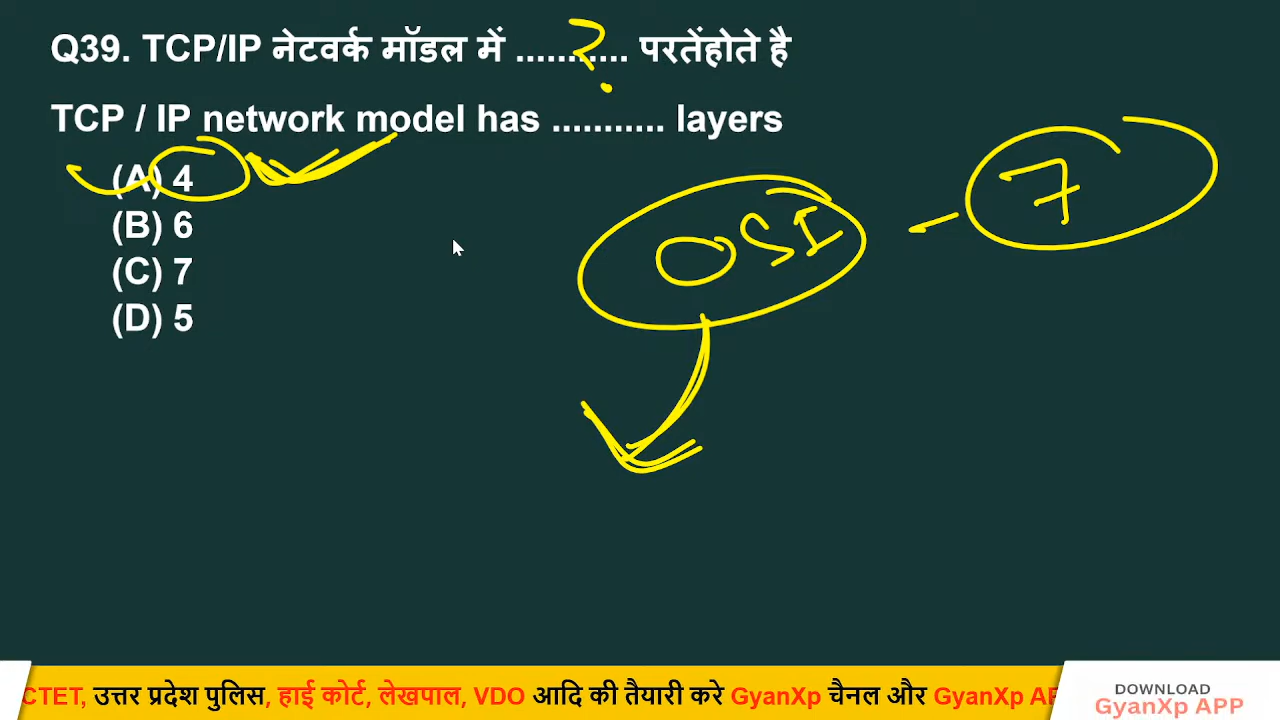 Q39. TCP/IP नेटवर्क मॉडल में ........... परतेंहोते है
?
TCP / IP network model has ........... layers
(A) 4
(B) 6
(C) 7
(D) 5
OSI - 7
CTET, उत्तर प्रदेश पुलिस, हाई कोर्ट, लेखपाल, VDO आदि की तैयारी करे GyanXp चैनल और GyanXp AP
DOWNLOAD
GyanXp APP